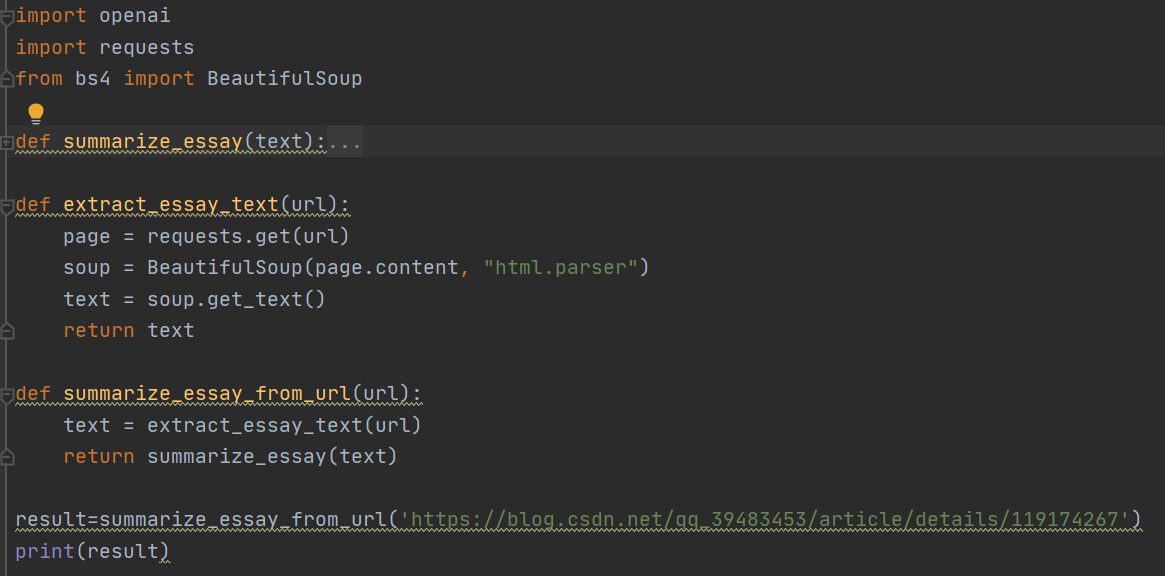 import openai
import requests
from bs4 import BeautifulSoup
def summarize_essay(text):...
def extract_essay_text(url):
    page = requests.get(url)
    soup = BeautifulSoup(page.content, "html.parser")
    text = soup.get_text()
    return text
def summarize_essay_from_url(url):
    text = extract_essay_text(url)
    return summarize_essay(text)
result=summarize_essay_from_url('https://blog.csdn.net/qq_39483453/article/details/119174267')
print(result)